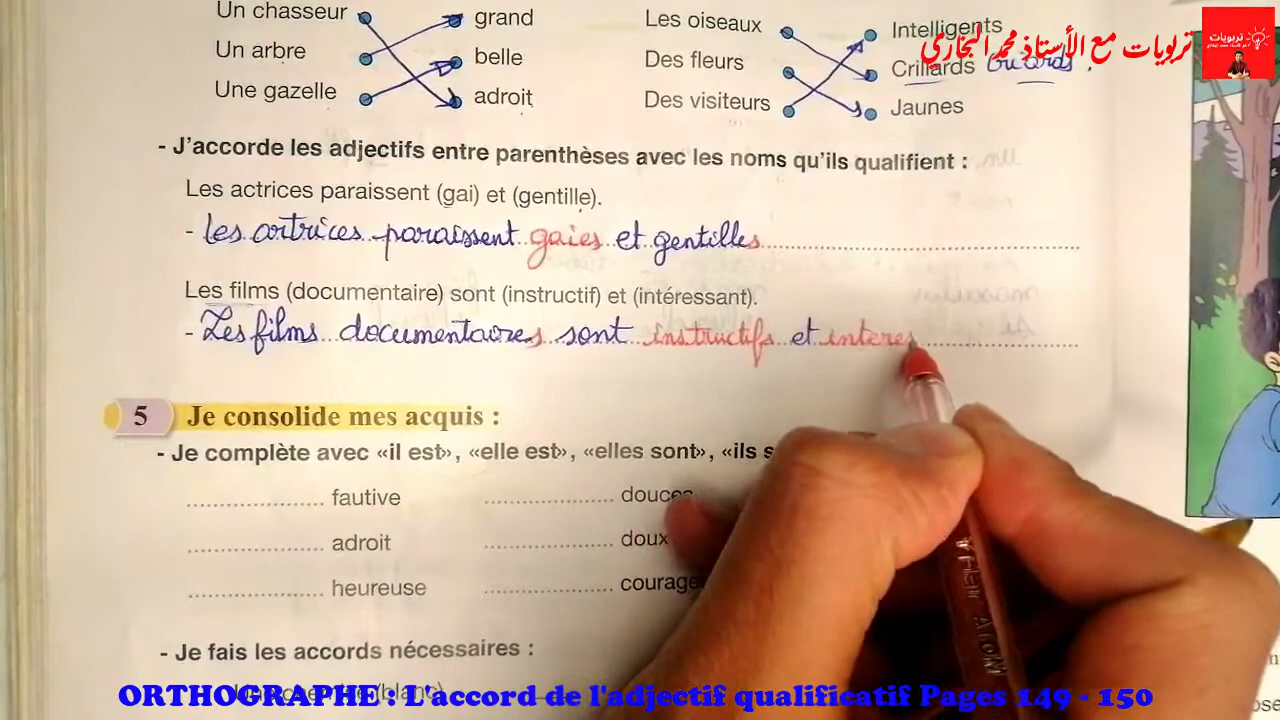 Un chasseur grand Les oiseaux Intelligents
تربويات مع الأستاذ محمد البخاري
تربويات
Un arbre belle Des fleurs Crillards criards.
Une gazelle adroit Des visiteurs Jaunes
- J'accorde les adjectifs entre parenthèses avec les noms qu'ils qualifient :
Les actrices paraissent (gai) et (gentille).
- Les artrices paraissent gaies et gentilles
Les films (documentaire) sont (instructif) et (intéressant).
- Les films documentaires sont instructifs et interes
5 Je consolide mes acquis :
- Je complète avec «il est», «elle est», «elles sont», «ils s
fautive douces
adroit doux
heureuse courage
- Je fais les accords nécessaires :
ORTHOGRAPHE : L'accord de l'adjectif qualificatif Pages 149 - 150